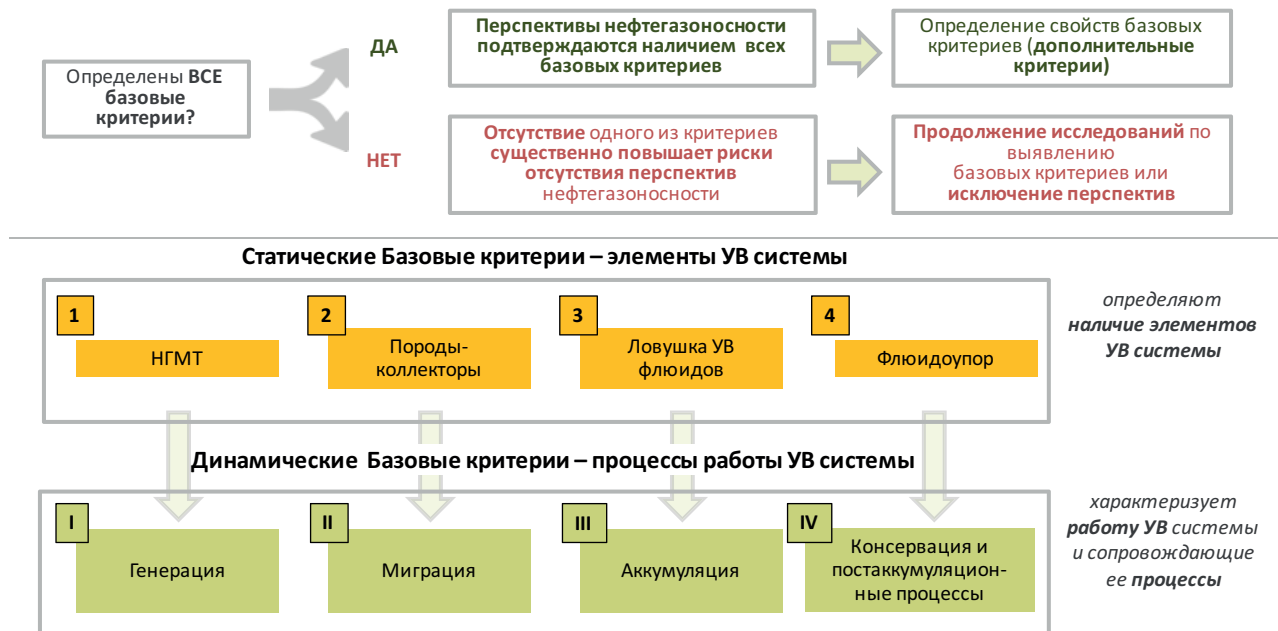 Определены ВСЕ
базовые
критерии?
ДА
Перспективы нефтегазоносности
подтверждаются наличием всех
базовых критериев
Определение свойств базовых
критериев (дополнительные
критерии)
НЕТ
Отсутствие одного из критериев
существенно повышает риски
отсутствия перспектив
нефтегазоносности
Продолжение исследований по
выявлению
базовых критериев или
исключение перспектив
Статические Базовые критерии – элементы УВ системы
1
НГМТ
2
Породы-
коллекторы
3
Ловушка УВ
флюидов
4
Флюидоупор
определяют
наличие элементов
УВ системы
Динамические Базовые критерии – процессы работы УВ системы
I
Генерация
II
Миграция
III
Аккумуляция
IV
Консервация и
постаккумуляцион-
ные процессы
характеризует
работу УВ системы
и сопровождающие
ее процессы